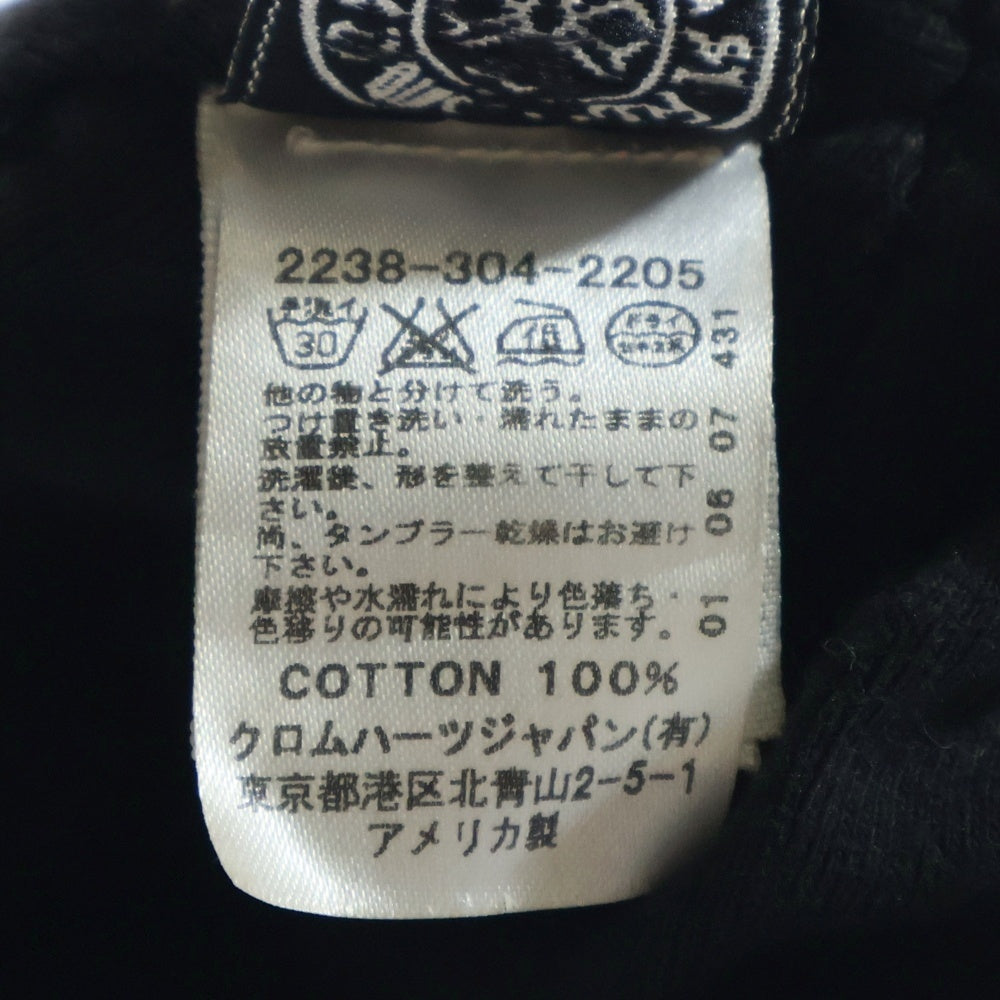 2238-304-2205
30
低
ドライ
他の物と分けて洗う。
つけ置き洗い・濡れたままの
放置禁止。
洗濯後、形を整えて干して下
さい。
尚、タンブラー乾燥はお避け
下さい。
摩擦や水濡れにより色落ち・
色移りの可能性があります。
COTTON 100%
クロムハーツジャパン(有)
東京都港区北青山2-5-1
アメリカ製
01 06 07 431